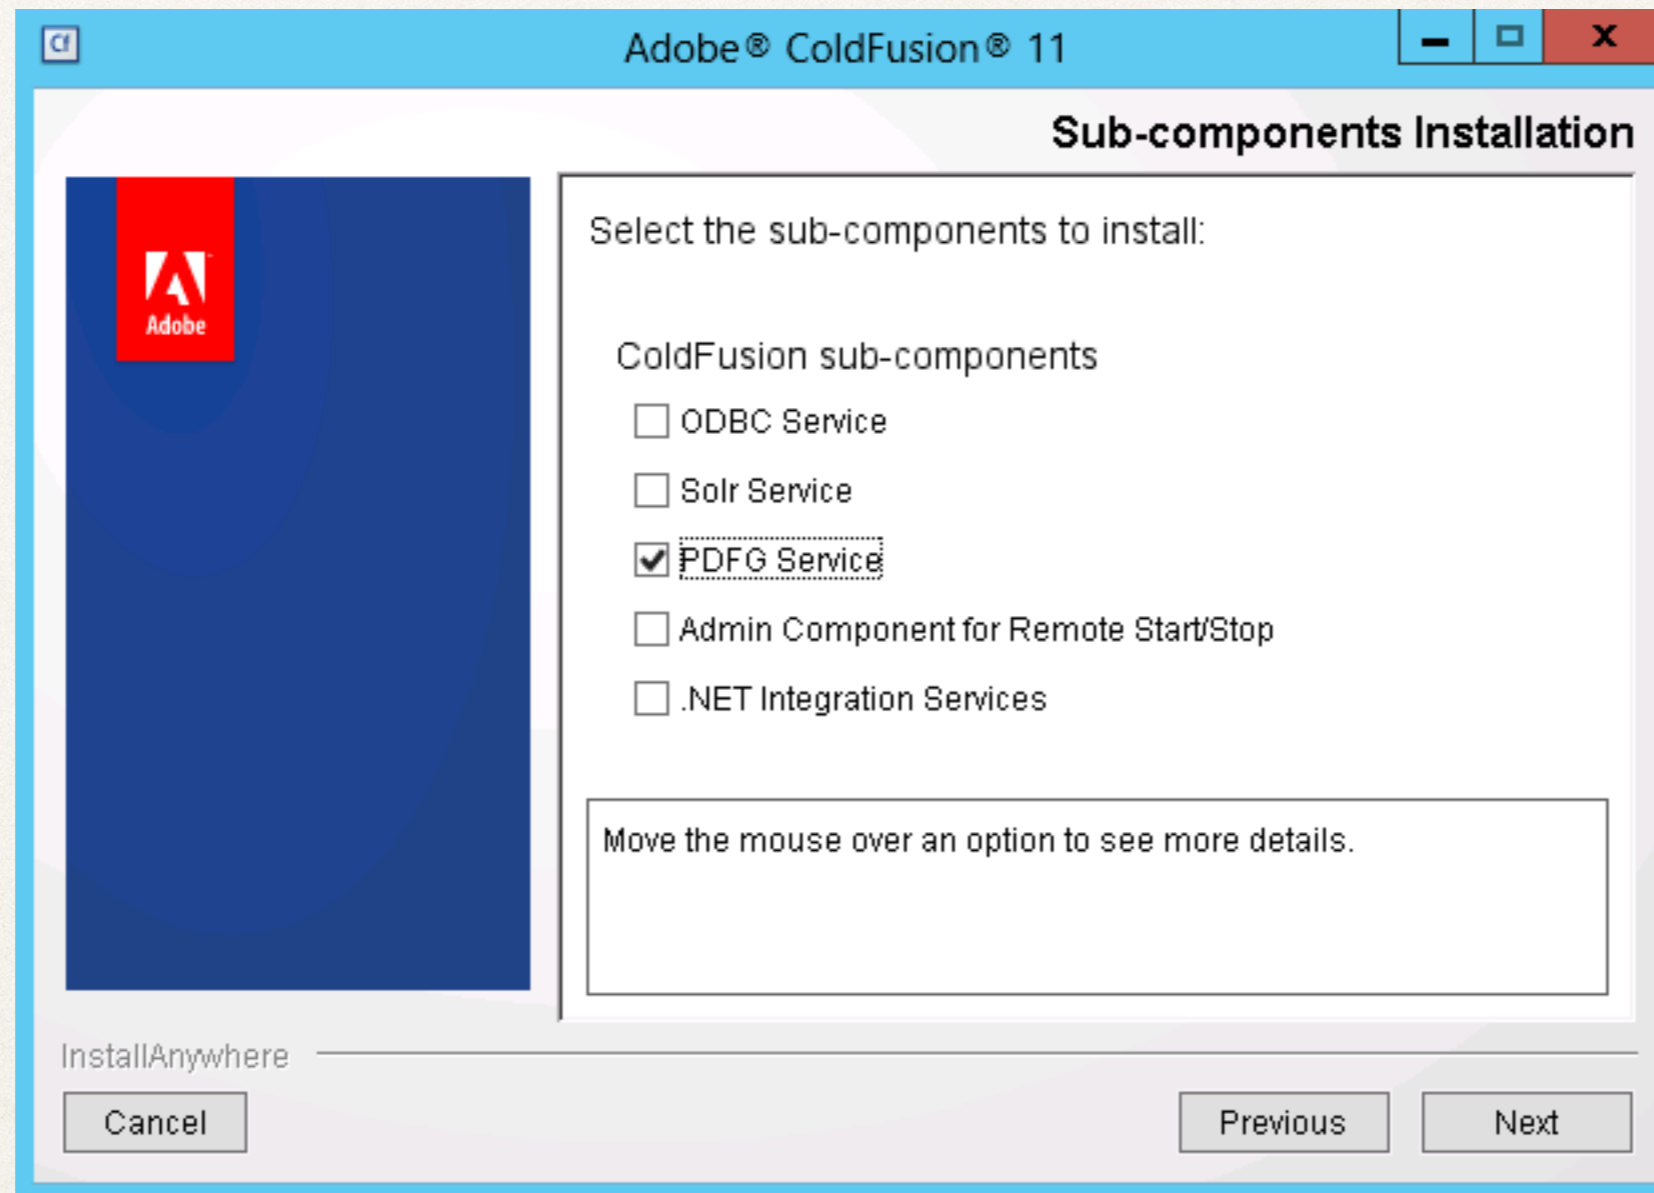 Cf
Adobe® ColdFusion® 11
Sub-components Installation
Adobe
Select the sub-components to install:
ColdFusion sub-components
ODBC Service
Solr Service
PDFG Service
Admin Component for Remote Start/Stop
.NET Integration Services
Move the mouse over an option to see more details.
InstallAnywhere
Cancel
Previous
Next